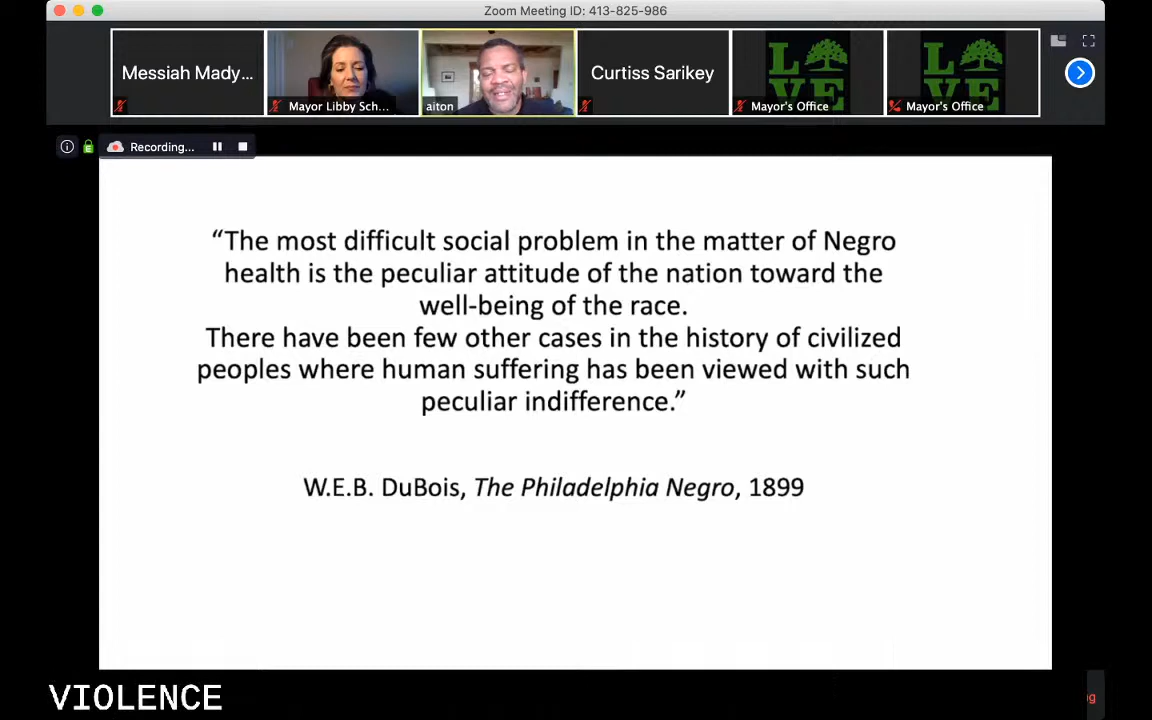 Zoom Meeting ID: 413-825-986
Messiah Mady...
Mayor Libby Sch...
aiton
Curtiss Sarikey
LOVE
Mayor's Office
LOVE
Mayor's Office
Recording...
“The most difficult social problem in the matter of Negro
health is the peculiar attitude of the nation toward the
well-being of the race.
There have been few other cases in the history of civilized
peoples where human suffering has been viewed with such
peculiar indifference.”
W.E.B. DuBois, The Philadelphia Negro, 1899
VIOLENCE